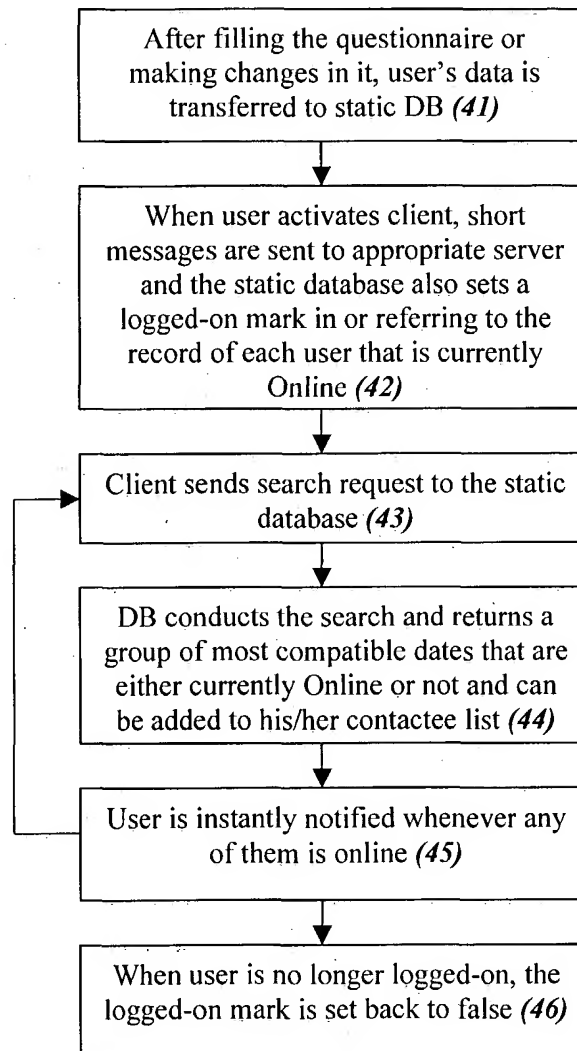 After filling the questionnaire or
making changes in it, user's data is
transferred to static DB (41)
When user activates client, short
messages are sent to appropriate server
and the static database also sets a
logged-on mark in or referring to the
record of each user that is currently
Online (42)
Client sends search request to the static
database (43)
DB conducts the search and returns a
group of most compatible dates that are
either currently Online or not and can
be added to his/her contactee list (44)
User is instantly notified whenever any
of them is online (45)
When user is no longer logged-on, the
logged-on mark is set back to false (46)